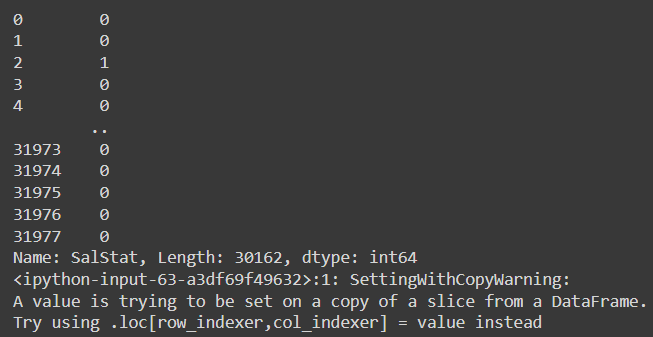 0 0
1 0
2 1
3 0
4 0
..
31973 0
31974 0
31975 0
31976 0
31977 0
Name: SalStat, Length: 30162, dtype: int64
<ipython-input-63-a3df69f49632>:1: SettingWithCopyWarning:
A value is trying to be set on a copy of a slice from a DataFrame.
Try using .loc[row_indexer,col_indexer] = value instead